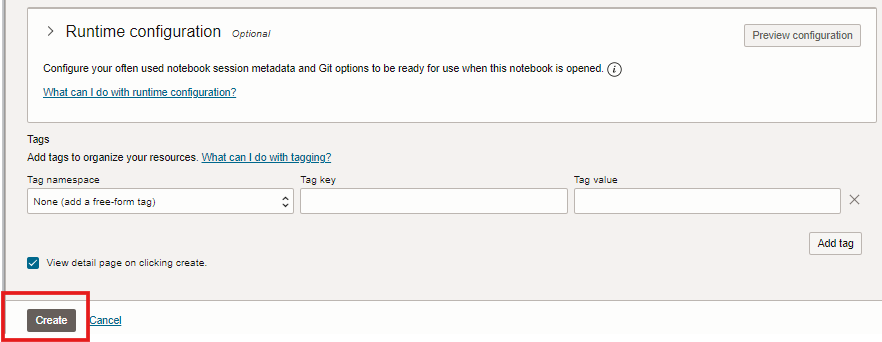 Runtime configuration Optional
Preview configuration
Configure your often used notebook session metadata and Git options to be ready for use when this notebook is opened.
What can I do with runtime configuration?
Tags
Add tags to organize your resources. What can I do with tagging?
Tag namespace Tag key Tag value
None (add a free-form tag)
Add tag
View detail page on clicking create.
Create Cancel